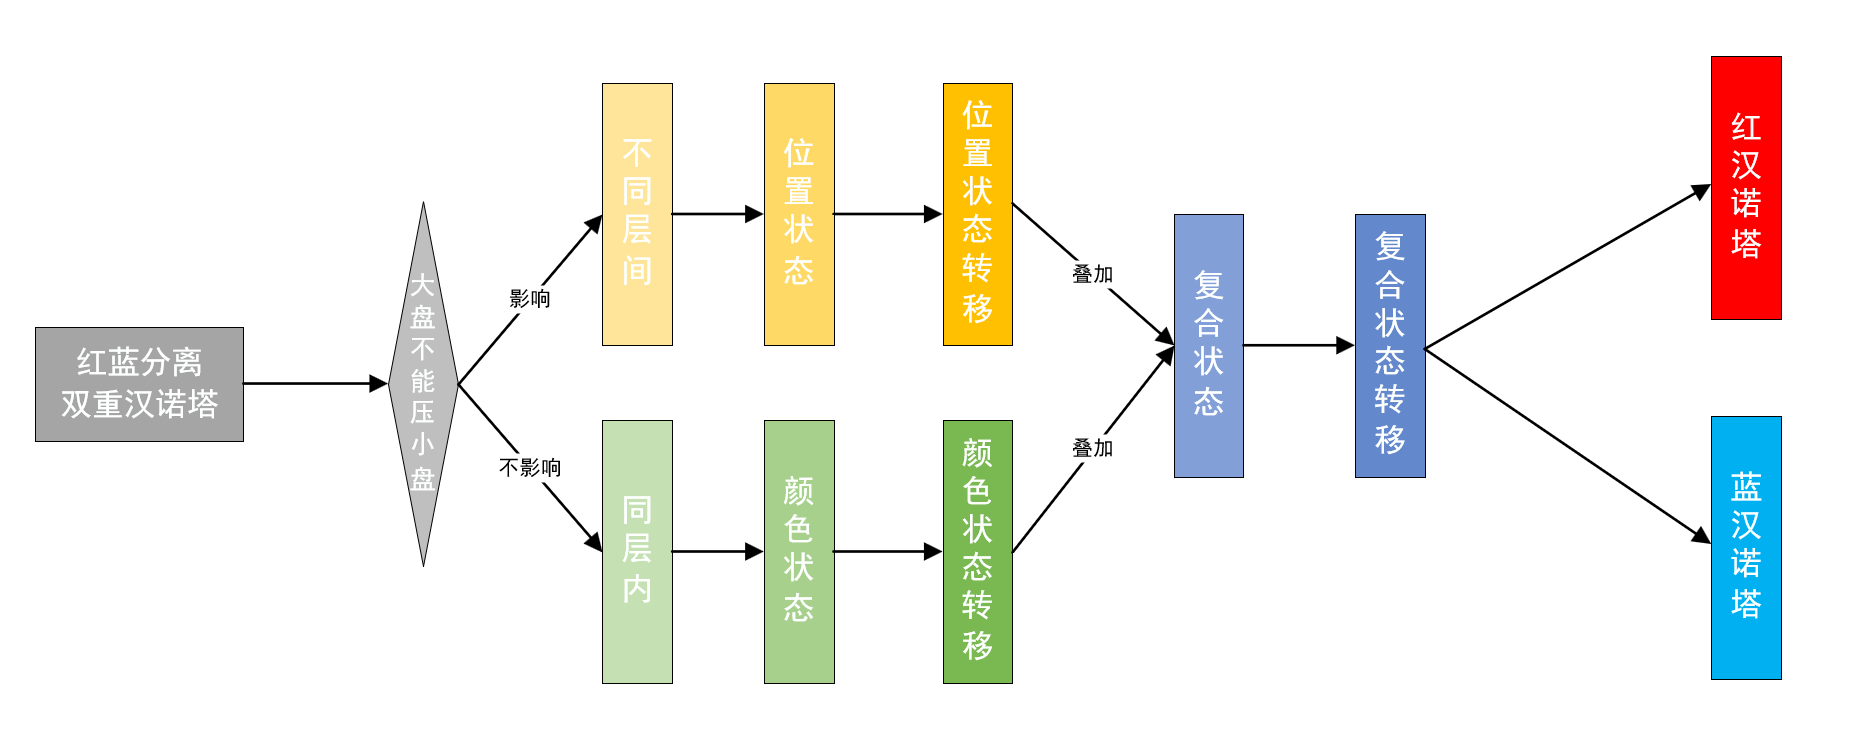 红蓝分离
双重汉诺塔
大盘不能压小盘
影响
不影响
不同层间
位置状态
位置状态转移
同层内
颜色状态
颜色状态转移
叠加
叠加
复合状态
复合状态转移
红汉诺塔
蓝汉诺塔